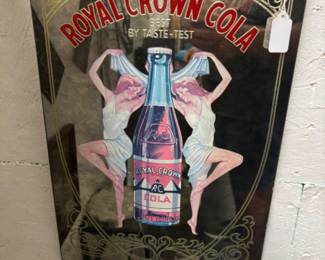 ROYAL CROWN COLA
BEST
BY TASTE-TEST
ROYAL CROWN
RC
COLA